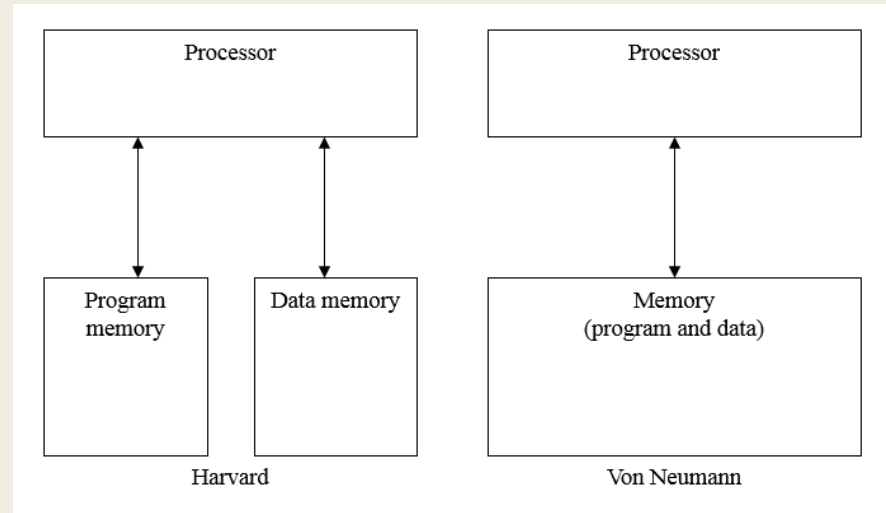 Processor
Program
memory
Data memory
Harvard
Processor
Memory
(program and data)
Von Neumann